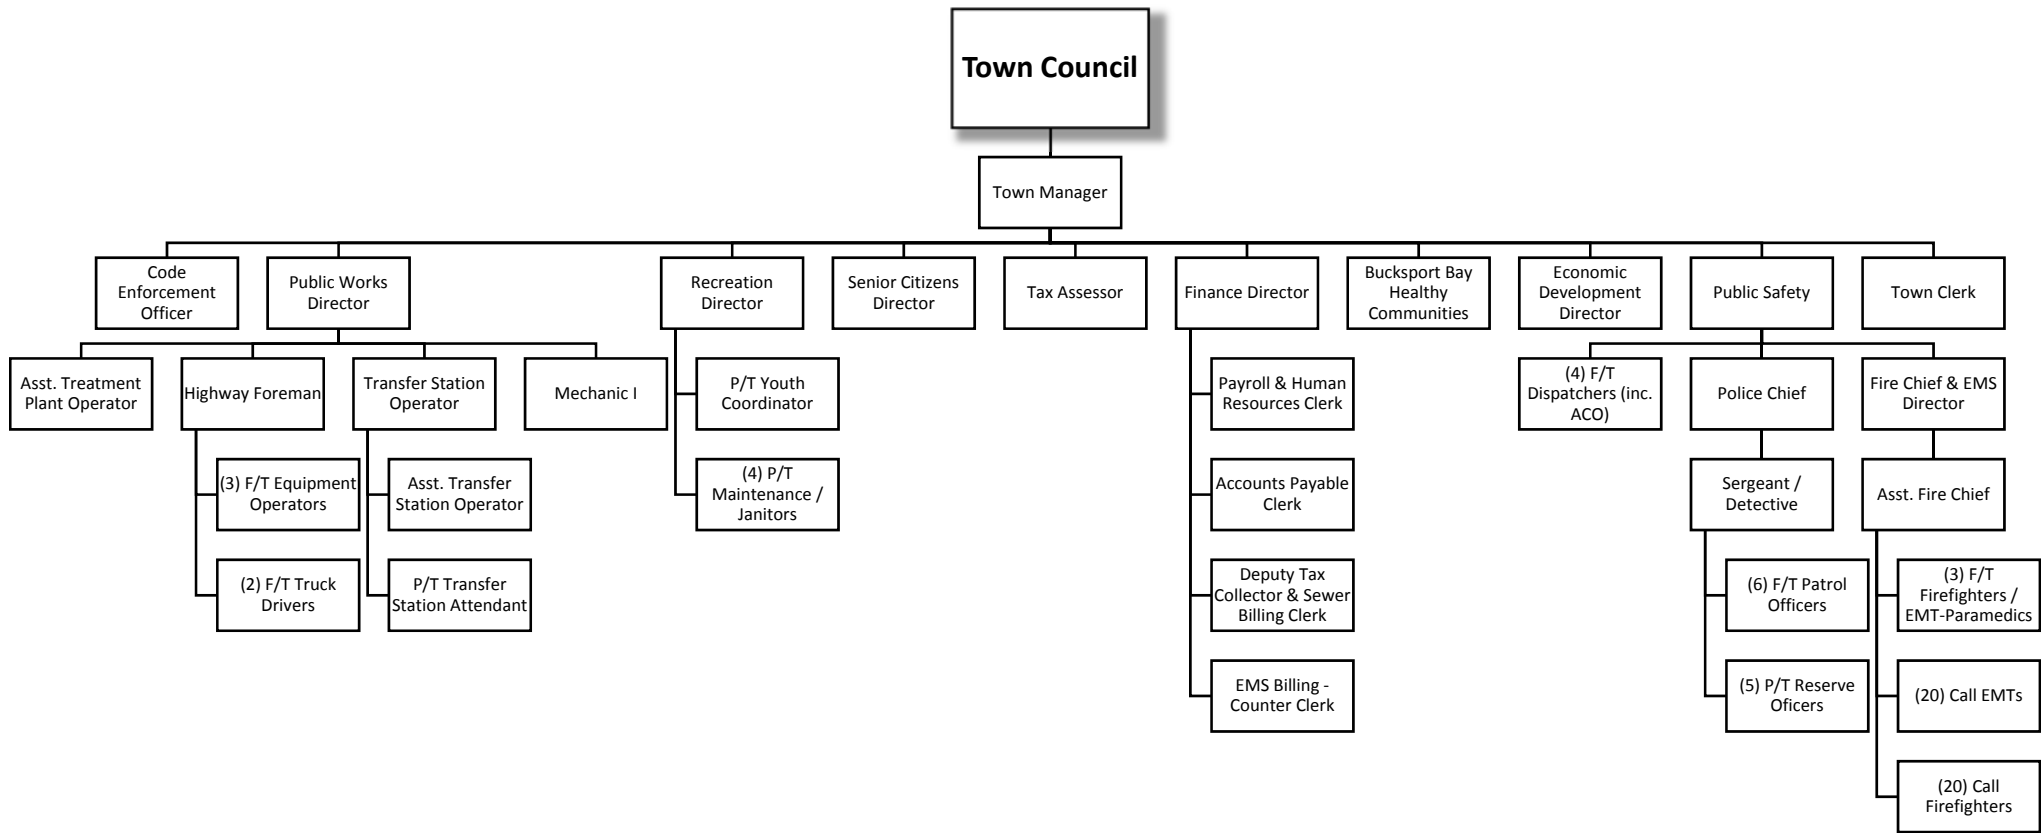 Town Council
Town Manager
Code
Enforcement
Officer
Public Works
Director
Recreation
Director
Senior Citizens
Director
Tax Assessor
Finance Director
Bucksport Bay
Healthy
Communities
Economic
Development
Director
Public Safety
Town Clerk
Asst. Treatment
Plant Operator
Highway Foreman
Transfer Station
Operator
Mechanic I
P/T Youth
Coordinator
Payroll & Human
Resources Clerk
(4) F/T
Dispatchers (inc.
ACO)
Police Chief
Fire Chief & EMS
Director
(3) F/T Equipment
Operators
Asst. Transfer
Station Operator
(4) P/T
Maintenance /
Janitors
Accounts Payable
Clerk
Sergeant /
Detective
Asst. Fire Chief
(2) F/T Truck
Drivers
P/T Transfer
Station Attendant
Deputy Tax
Collector & Sewer
Billing Clerk
(6) F/T Patrol
Officers
(3) F/T
Firefighters /
EMT-Paramedics
EMS Billing -
Counter Clerk
(5) P/T Reserve
Oficers
(20) Call EMTs
(20) Call
Firefighters